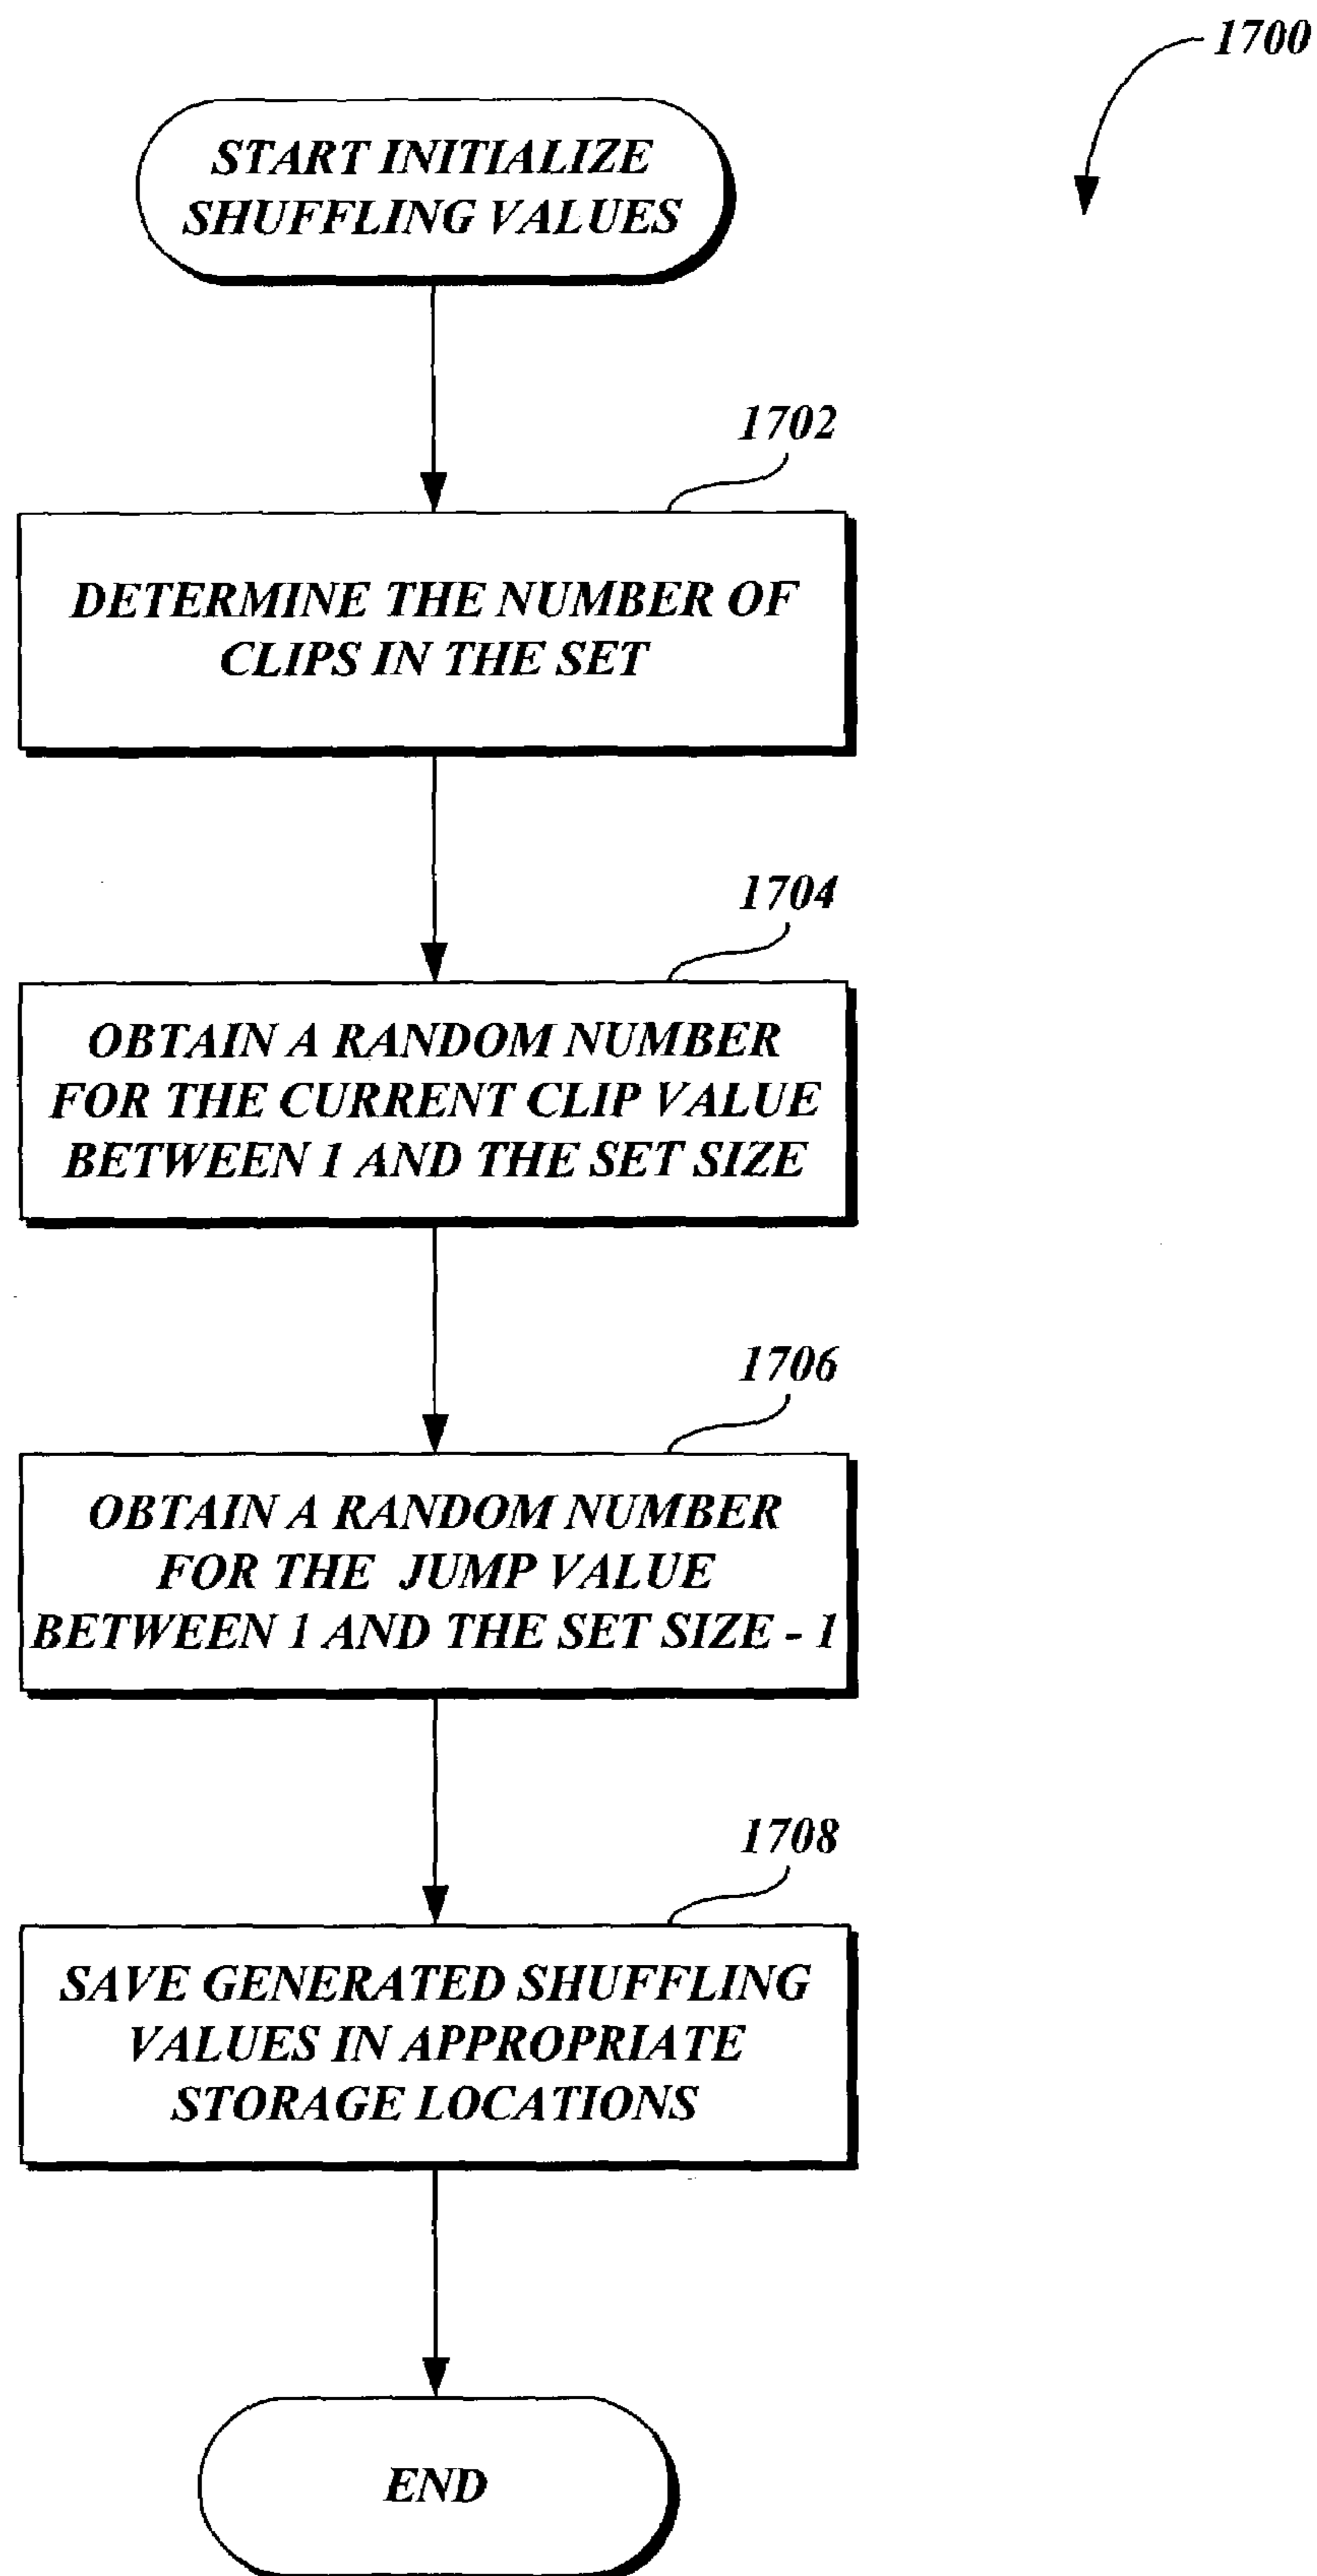 1700
START INITIALIZE
SHUFFLING VALUES
1702
DETERMINE THE NUMBER OF
CLIPS IN THE SET
1704
OBTAIN A RANDOM NUMBER
FOR THE CURRENT CLIP VALUE
BETWEEN 1 AND THE SET SIZE
1706
OBTAIN A RANDOM NUMBER
FOR THE JUMP VALUE
BETWEEN 1 AND THE SET SIZE - 1
1708
SAVE GENERATED SHUFFLING
VALUES IN APPROPRIATE
STORAGE LOCATIONS
END